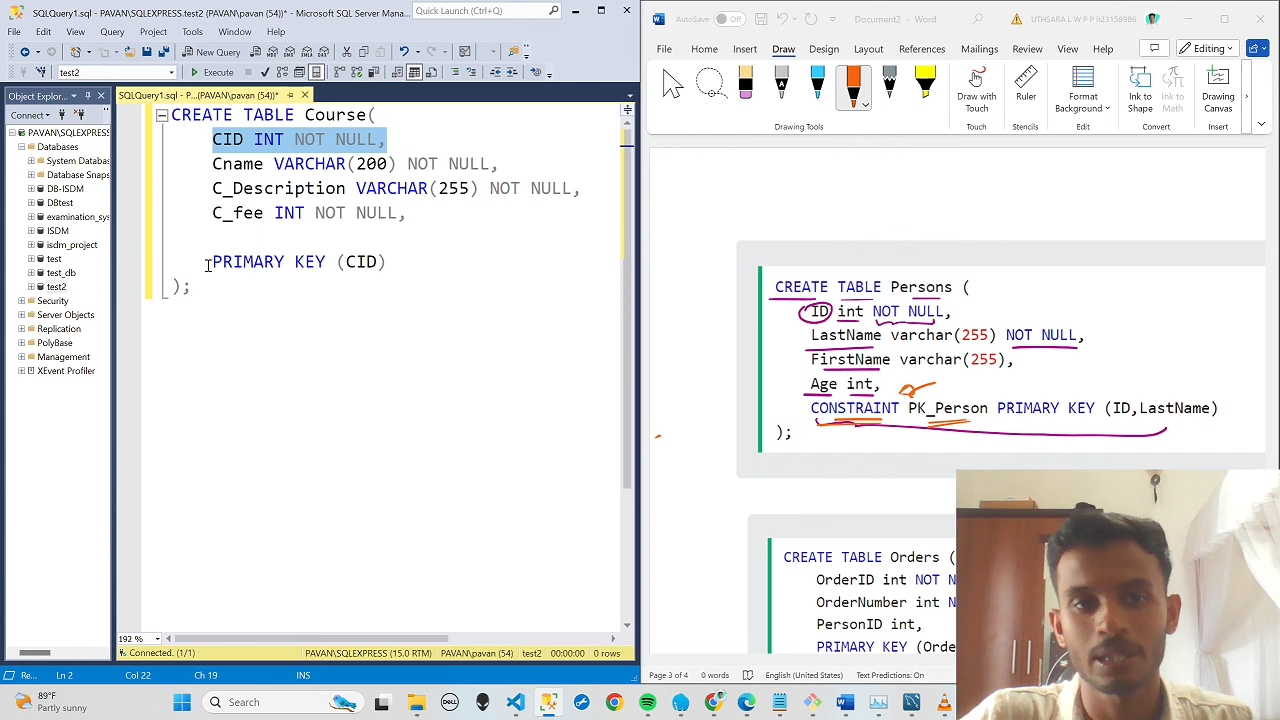 SQLQuery1.sql - PAVAN\SQLEXPRESS.test2 (PAVAN\pavan (54))* - Microsoft SQL Server Mana...
Quick Launch (Ctrl+Q)
File Edit View Query Project Tools Window Help
New Query
test2
Execute
Object Explor...
Connect
PAVAN\SQLEXPRESS
Databases
System Databas
Database Snaps
DB-ISDM
DBtest
examination_sy
ISDM
isdm_project
test
test_db
test2
Security
Server Objects
Replication
PolyBase
Management
XEvent Profiler
SQLQuery1.sql - P...(PAVAN\pavan (54))*
CREATE TABLE Course(
CID INT NOT NULL,
Cname VARCHAR(200) NOT NULL,
C_Description VARCHAR(255) NOT NULL,
C_fee INT NOT NULL,
PRIMARY KEY (CID)
);
192 %
Connected. (1/1)
PAVAN\SQLEXPRESS (15.0 RTM)
PAVAN\pavan (54)
test2
00:00:00
0 rows
Re...
Ln 2
Col 22
Ch 19
INS
AutoSave Off
Document2 - Word
UTHSARA L W P P it23158986
File Home Insert Draw Design Layout References Mailings Review View Help
Editing
Draw with Touch
Ruler
Format Background
Ink to Shape
Ink to Math
Drawing Canvas
Drawing Tools
Touch
Stencils
Edit
Convert
Insert
CREATE TABLE Persons (
ID int NOT NULL,
LastName varchar(255) NOT NULL,
FirstName varchar(255),
Age int,
CONSTRAINT PK_Person PRIMARY KEY (ID,LastName)
);
CREATE TABLE Orders (
OrderID int NOT N
OrderNumber int N
PersonID int,
PRIMARY KEY (Orde
Page 3 of 4
668 words
Text Predictions: On
89°F
Partly sunny
Search